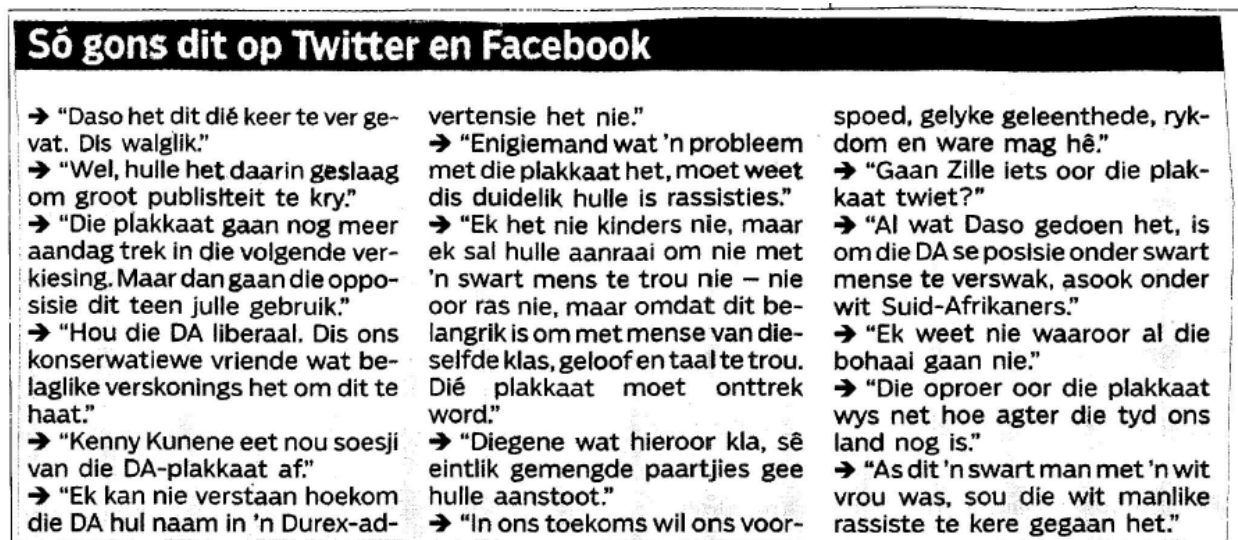 Só gons dit op Twitter en Facebook
➔ “Daso het dit dié keer te ver ge-
vat. Dis walglik.”
➔ “Wel, hulle het daarin geslaag
om groot publisiteit te kry.”
➔ “Die plakkaat gaan nog meer
aandag trek in die volgende ver-
kiesing. Maar dan gaan die oppo-
sisie dit teen julle gebruik.”
➔ “Hou die DA liberaal. Dis ons
konserwatiewe vriende wat be-
laglike verskonings het om dit te
haat.”
➔ “Kenny Kunene eet nou soesji
van die DA-plakkaat af.”
➔ “Ek kan nie verstaan hoekom
die DA hul naam in 'n Durex-ad-
vertensie het nie.”
➔ “Enigiemand wat 'n probleem
met die plakkaat het, moet weet
dis duidelik hulle is rassisties.”
➔ “Ek het nie kinders nie, maar
ek sal hulle aanraai om nie met
'n swart mens te trou nie – nie
oor ras nie, maar omdat dit be-
langrik is om met mense van die-
selfde klas, geloof en taal te trou.
Dié plakkaat moet onttrek
word.”
➔ “Diegene wat hieroor kla, sê
eintlik gemengde paartjies gee
hulle aanstoot.”
➔ “In ons toekoms wil ons voor-
spoed, gelyke geleenthede, ryk-
dom en ware mag hê.”
➔ “Gaan Zille iets oor die plak-
kaat twiet?”
➔ “Al wat Daso gedoen het, is
om die DA se posisie onder swart
mense te verswak, asook onder
wit Suid-Afrikaners.”
➔ “Ek weet nie waaroor al die
bohaai gaan nie.”
➔ “Die oproer oor die plakkaat
wys net hoe agter die tyd ons
land nog is.”
➔ “As dit 'n swart man met 'n wit
vrou was, sou die wit manlike
rassiste te kere gegaan het.”